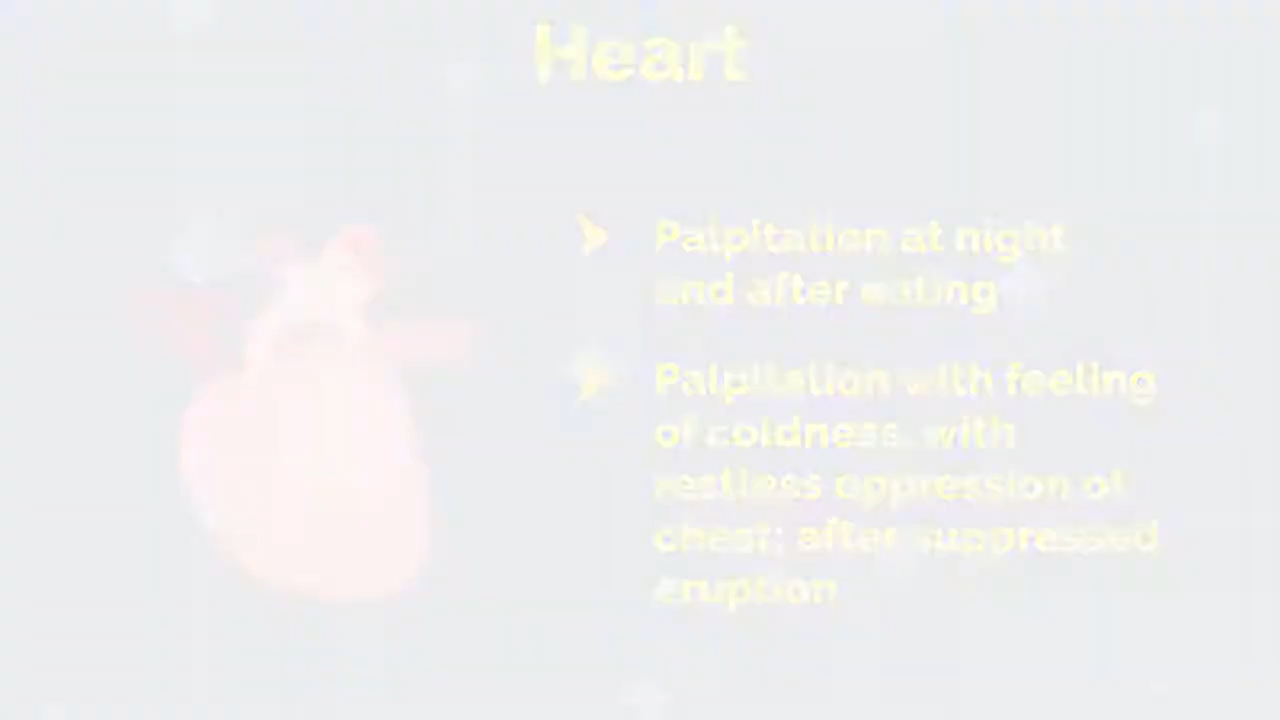 Heart
Palpitation at night
and after eating
Palpitation with feeling
of coldness, with
restless oppression of
chest; after suppressed
eruption